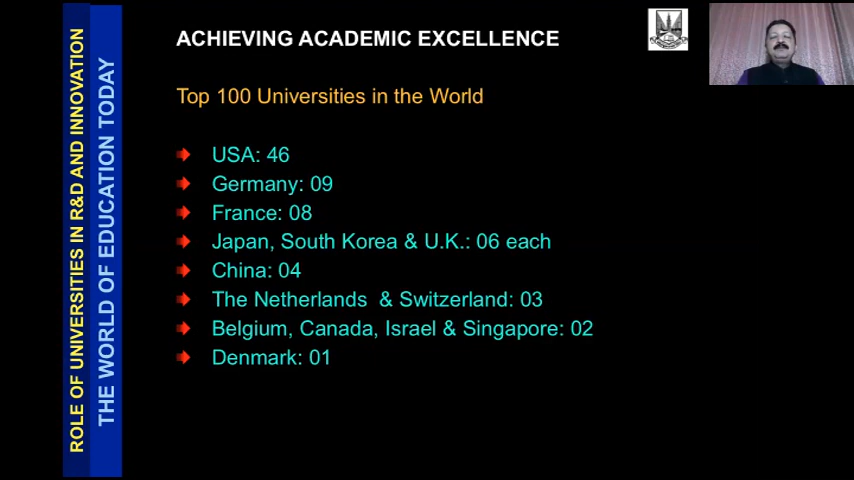 ROLE OF UNIVERSITIES IN R&D AND INNOVATION
THE WORLD OF EDUCATION TODAY
ACHIEVING ACADEMIC EXCELLENCE
Top 100 Universities in the World
USA: 46
Germany: 09
France: 08
Japan, South Korea & U.K.: 06 each
China: 04
The Netherlands & Switzerland: 03
Belgium, Canada, Israel & Singapore: 02
Denmark: 01